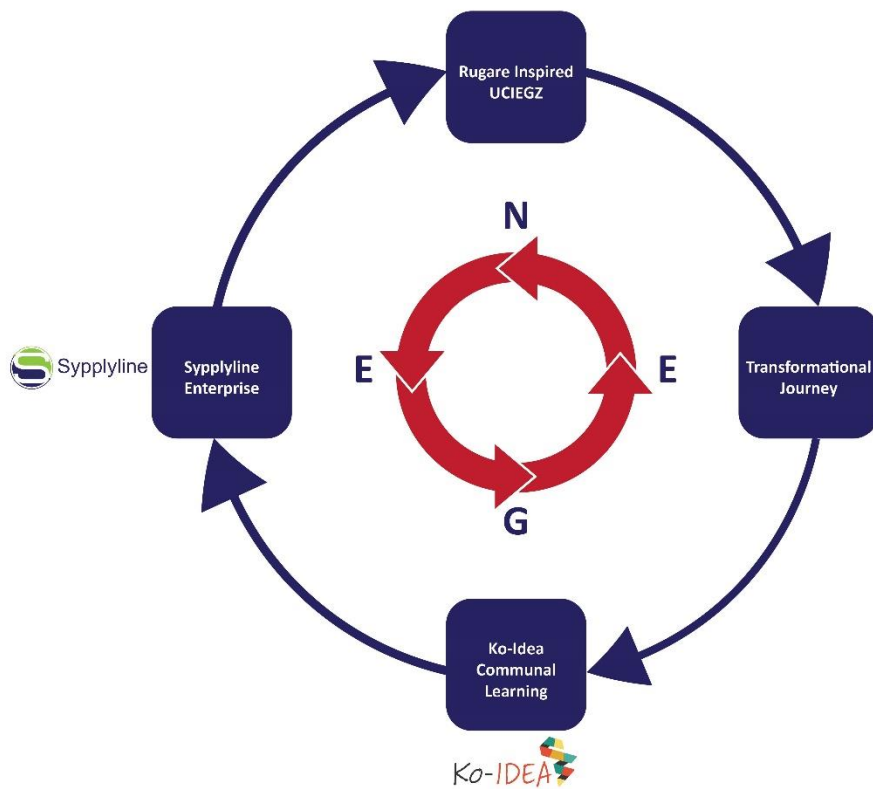 Rugare Inspired
UCIEGZ
N
Sypplyline
Sypplyline
Enterprise
E
E
Transformational
Journey
G
Ko-Idea
Communal
Learning
Ko-IDEA